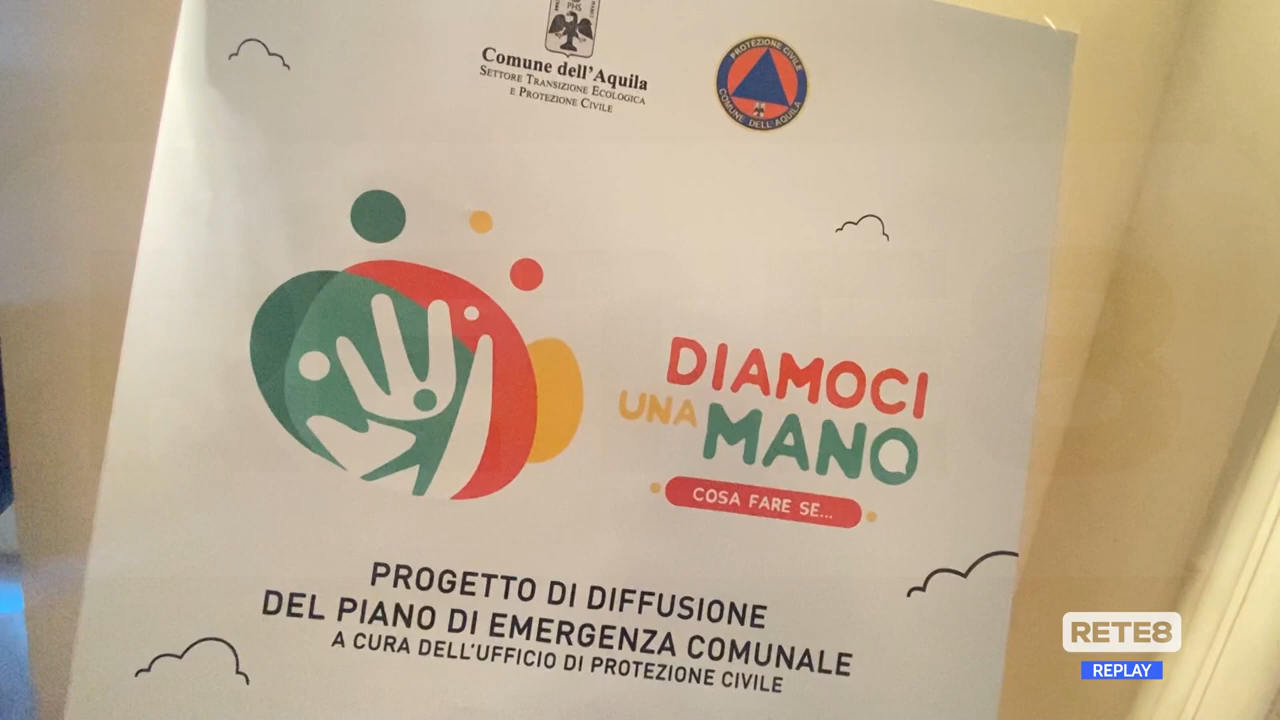 PHS
Comune dell'Aquila
Settore Transizione Ecologica
e Protezione Civile
PROTEZIONE CIVILE
COMUNE DELL'AQUILA
DIAMOCI
UNA MANO
COSA FARE SE...
PROGETTO DI DIFFUSIONE
DEL PIANO DI EMERGENZA COMUNALE
A CURA DELL'UFFICIO DI PROTEZIONE CIVILE
RETE8
REPLAY